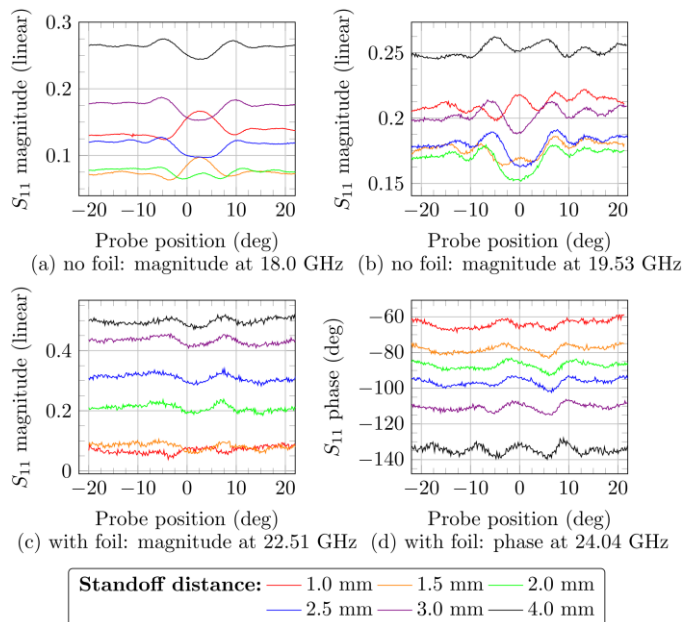 0.3
0.2
0.1
S11 magnitude (linear)
−20 −10 0 10 20
Probe position (deg)
(a) no foil: magnitude at 18.0 GHz
0.25
0.2
0.15
S11 magnitude (linear)
−20 −10 0 10 20
Probe position (deg)
(b) no foil: magnitude at 19.53 GHz
0.4
0.2
0
S11 magnitude (linear)
−20 −10 0 10 20
Probe position (deg)
(c) with foil: magnitude at 22.51 GHz
−60
−80
−100
−120
−140
S11 phase (deg)
−20 −10 0 10 20
Probe position (deg)
(d) with foil: phase at 24.04 GHz
Standoff distance: 1.0 mm 1.5 mm 2.0 mm
2.5 mm 3.0 mm 4.0 mm